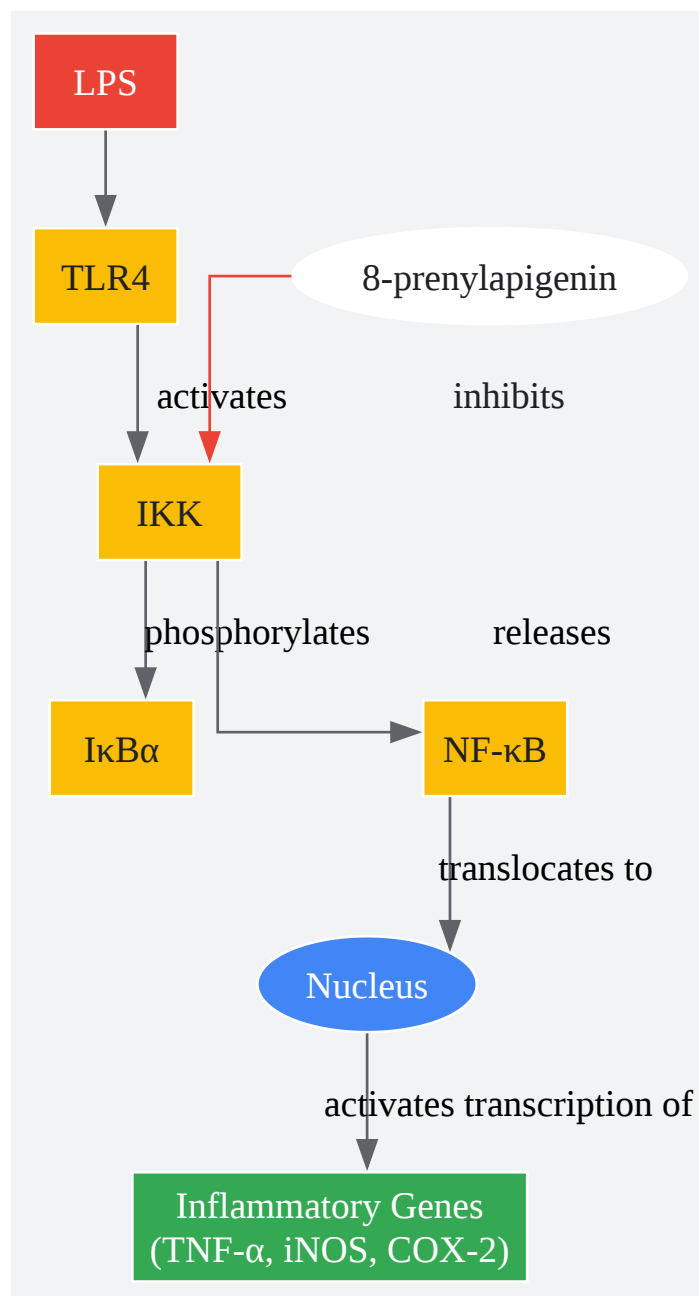 LPS
TLR4
8-prenylapigenin
activates
inhibits
IKK
phosphorylates
releases
IκBα
NF-κB
translocates to
Nucleus
activates transcription of
Inflammatory Genes
(TNF-α, iNOS, COX-2)